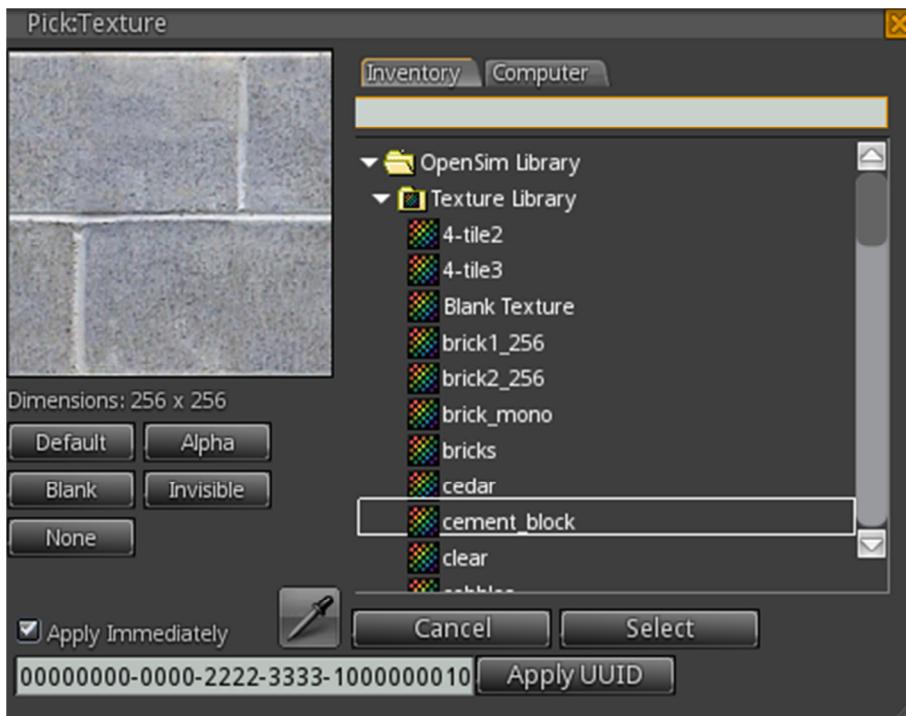 Pick:Texture
Inventory
Computer
OpenSim Library
Texture Library
4-tile2
4-tile3
Blank Texture
brick1_256
brick2_256
brick_mono
bricks
cedar
cement_block
clear
Dimensions: 256 x 256
Default
Alpha
Blank
Invisible
None
Apply Immediately
Cancel
Select
00000000-0000-2222-3333-1000000010
Apply UUID